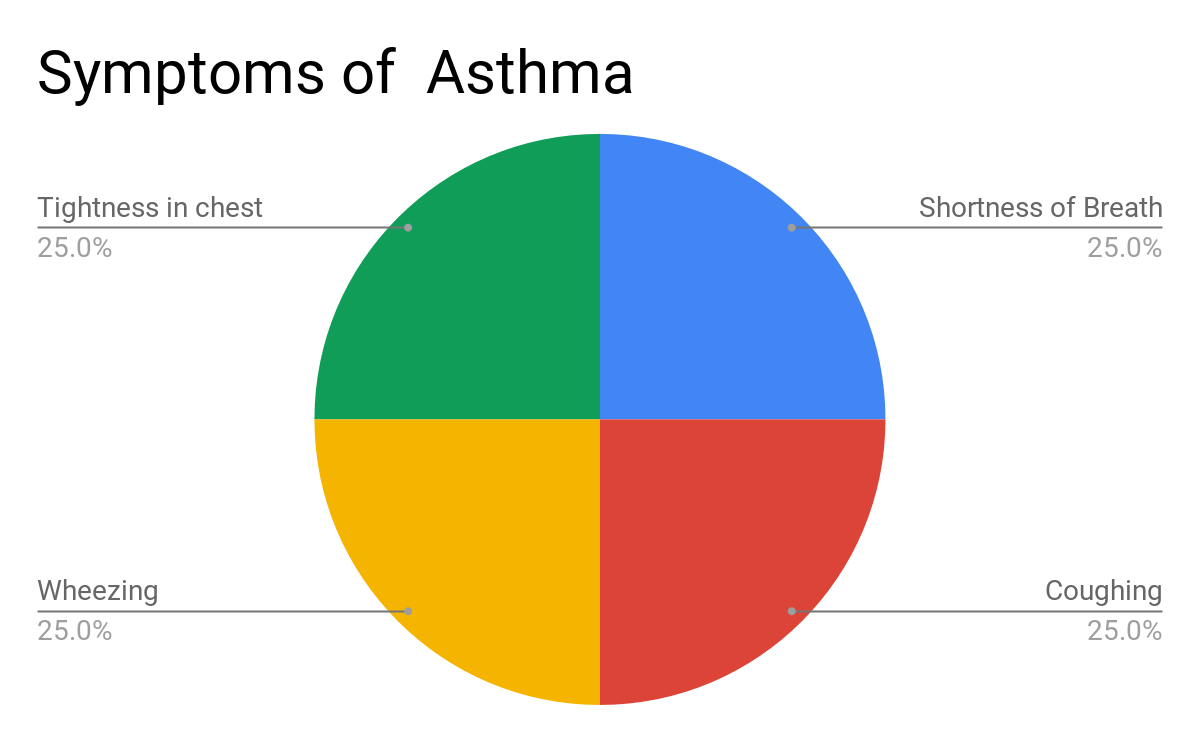 Symptoms of  Asthma
Tightness in chest
25.0%
Shortness of Breath
25.0%
Wheezing
25.0%
Coughing
25.0%